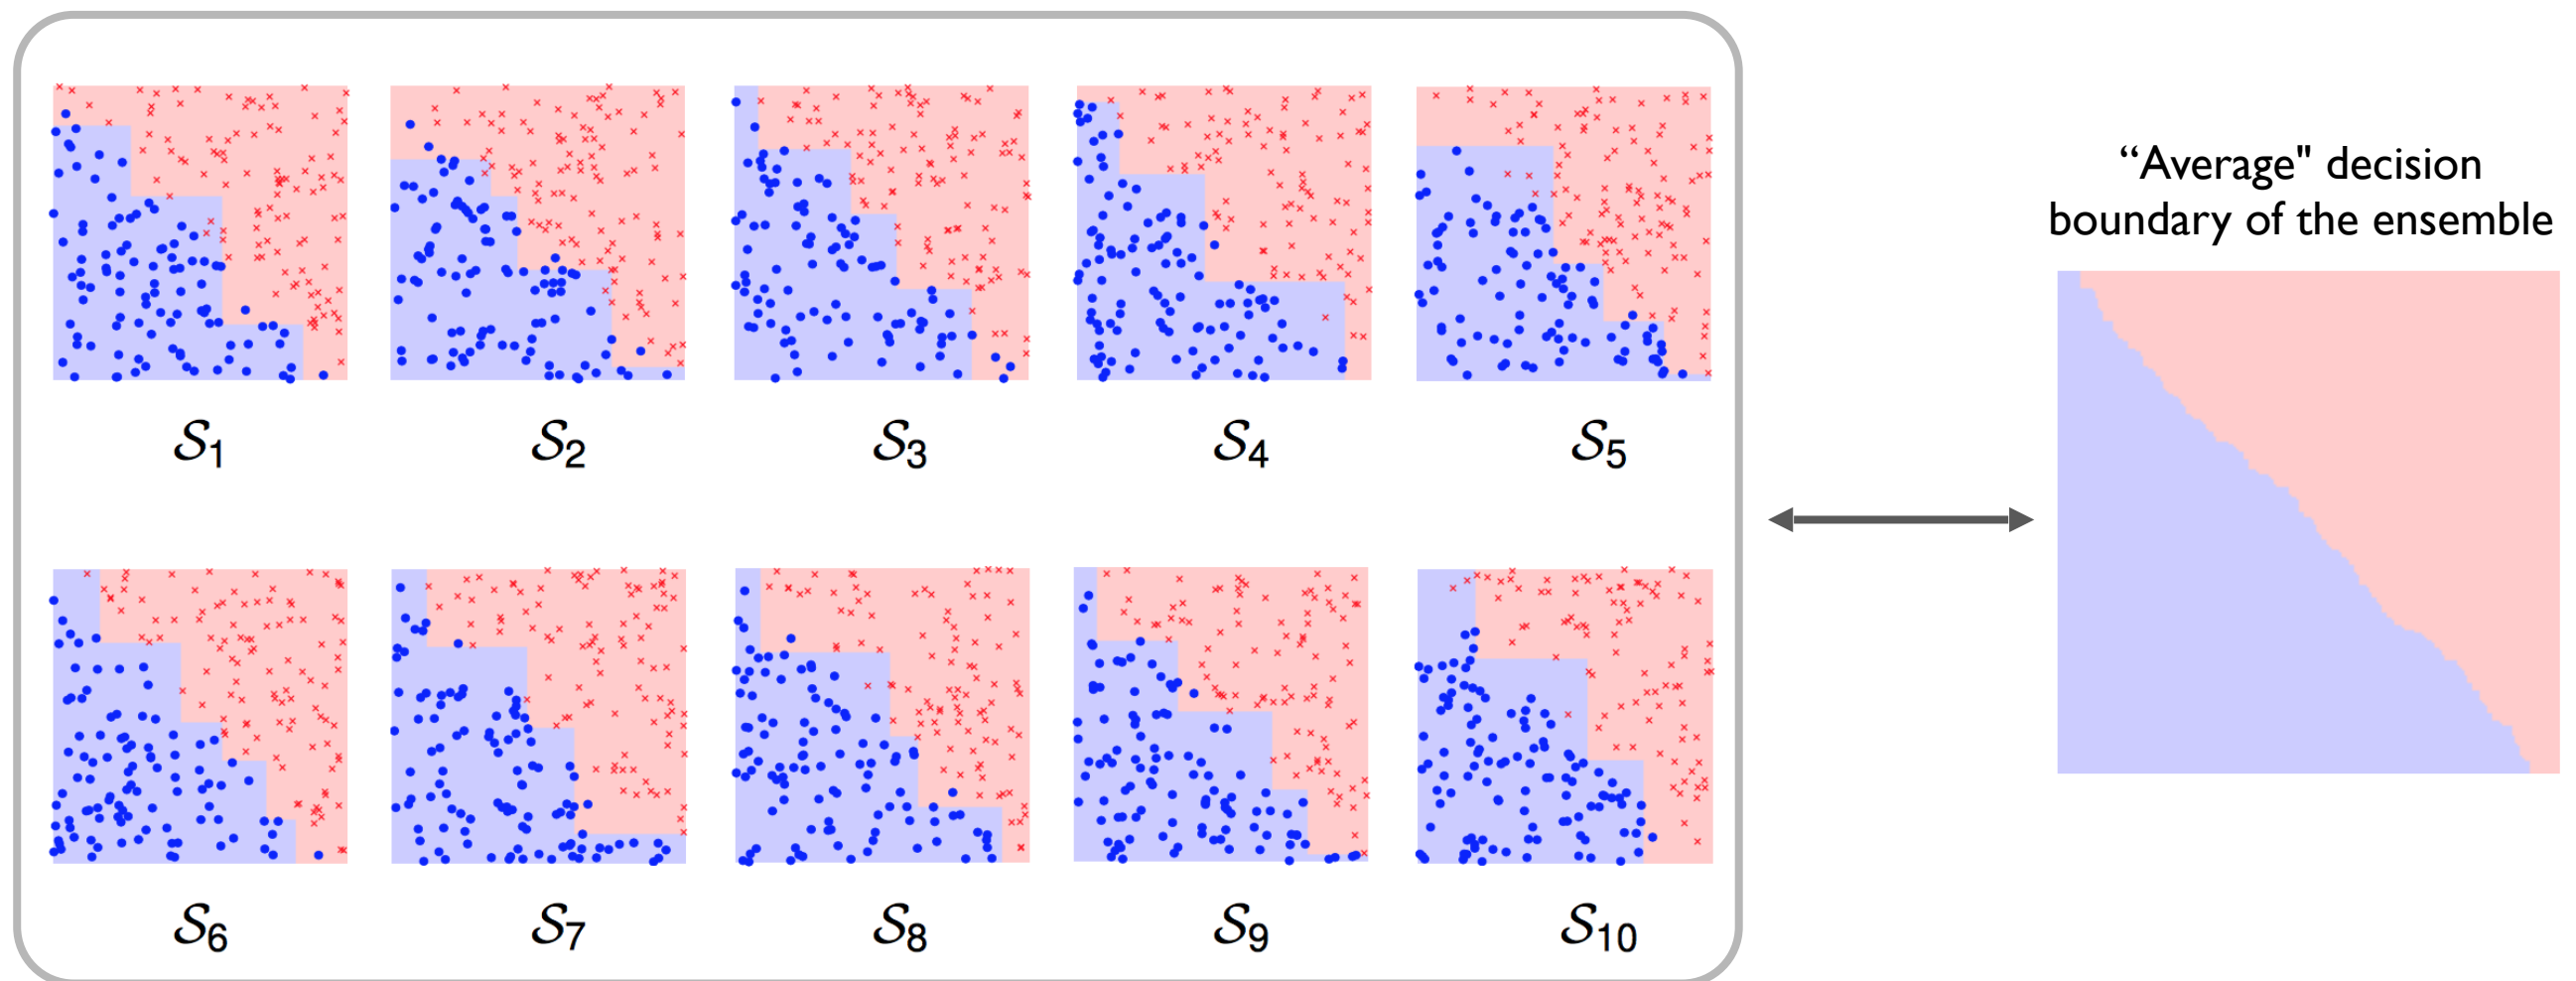 “Average" decision
boundary of the ensemble
S1
S2
S3
S4
S5
S6
S7
S8
S9
S10